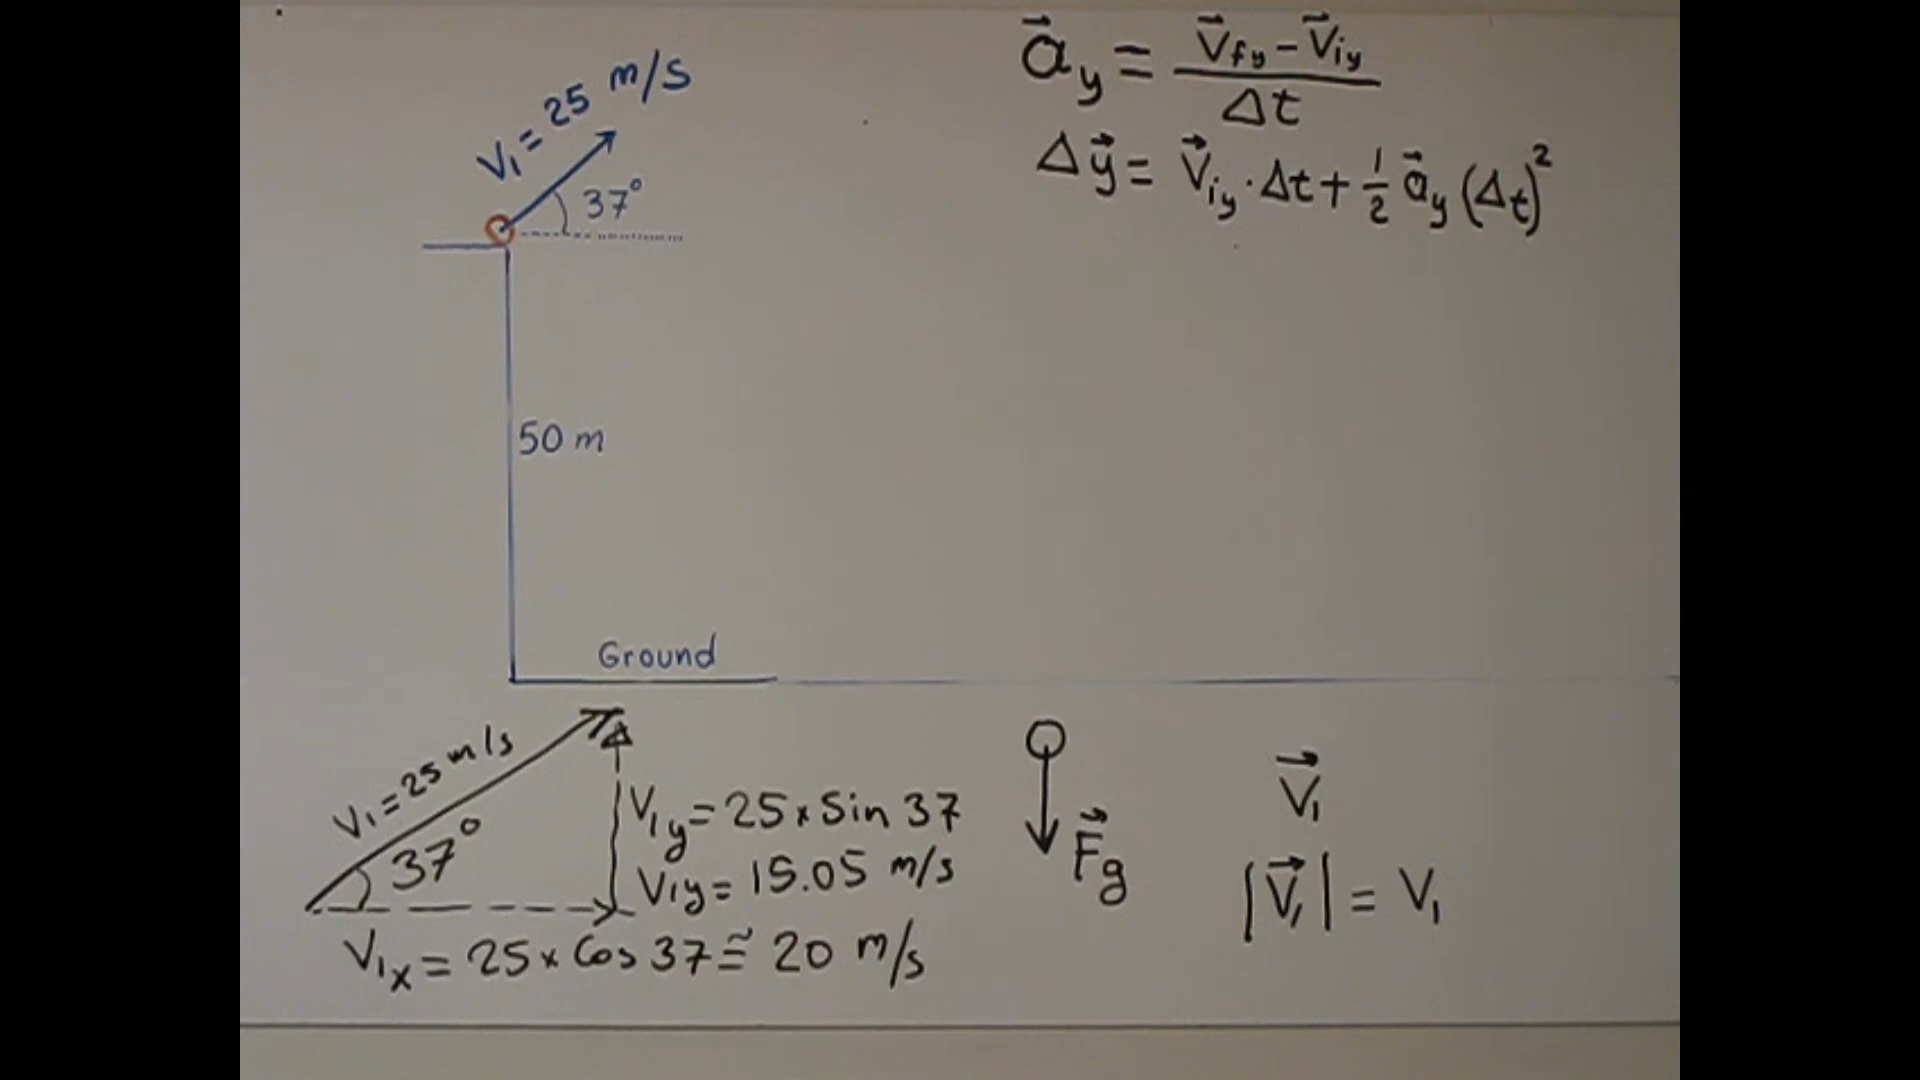 V₁ = 25 m/s
37°
a⃗y = (V⃗fy − V⃗iy) / Δt
Δy⃗ = V⃗iy · Δt + 1/2 a⃗y (Δt)²
50 m
Ground
V₁ = 25 m/s
37°
V₁y = 25 × Sin 37
V₁y = 15.05 m/s
V₁x = 25 × Cos 37 ≅ 20 m/s
F⃗g
V⃗₁
|V⃗₁| = V₁